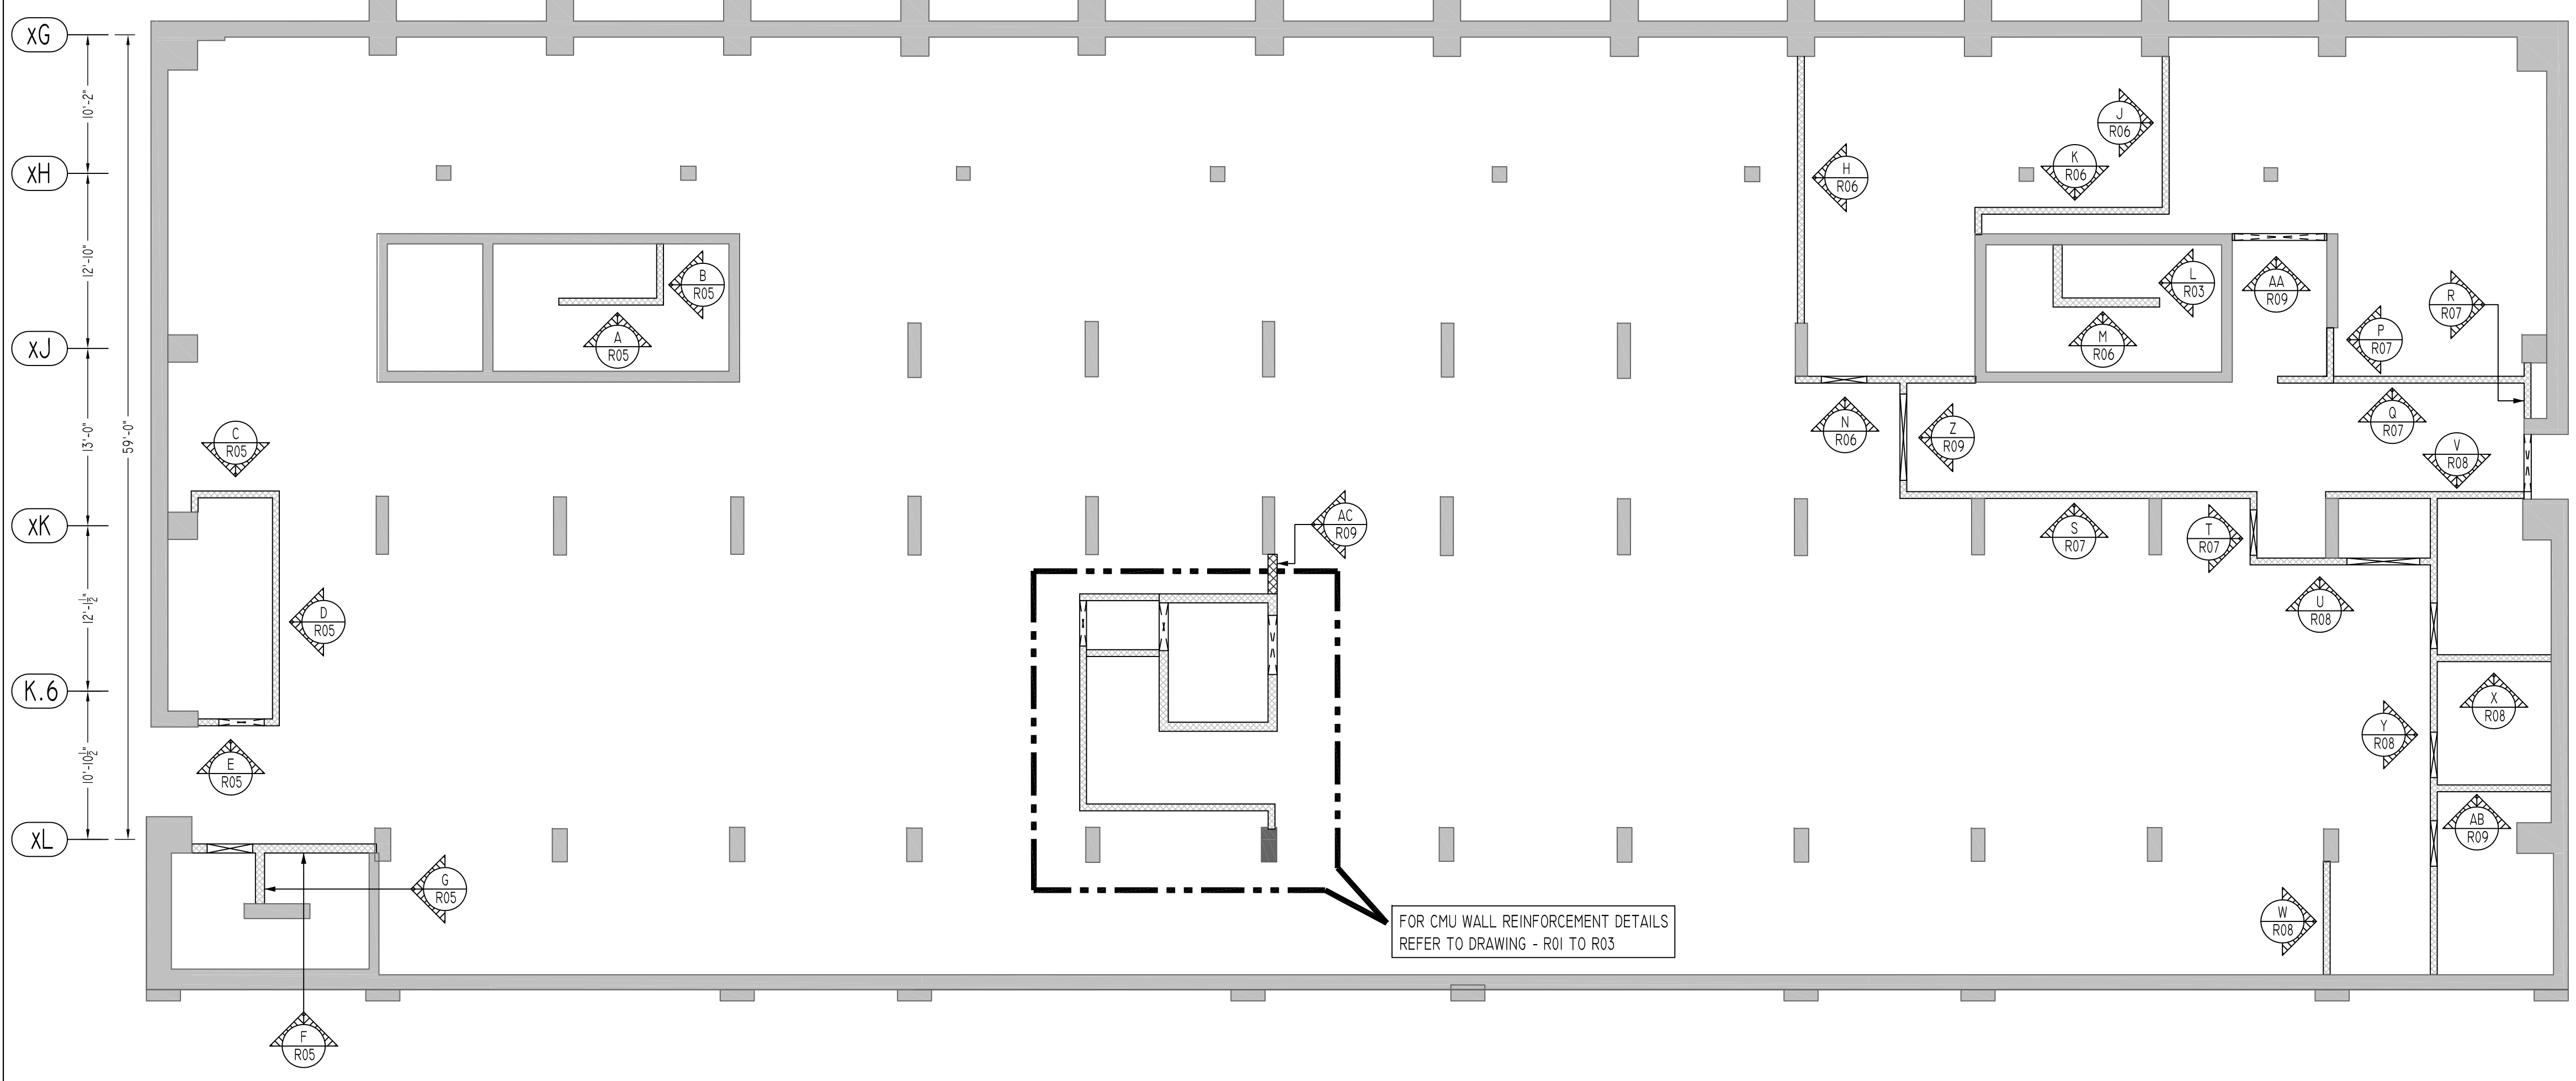 xG
10'-2"
xH
12'-10"
xJ
13'-0"
59'-0"
xK
12'-1½"
K.6
10'-10½"
xL
J
R06
K
R06
H
R06
B
R05
A
R05
L
R03
M
R06
AA
R09
R
R07
P
R07
C
R05
N
R06
Z
R09
Q
R07
V
R08
AC
R09
S
R07
T
R07
D
R05
U
R08
X
R08
Y
R08
E
R05
AB
R09
G
R05
W
R08
FOR CMU WALL REINFORCEMENT DETAILS
REFER TO DRAWING - R01 TO R03
F
R05